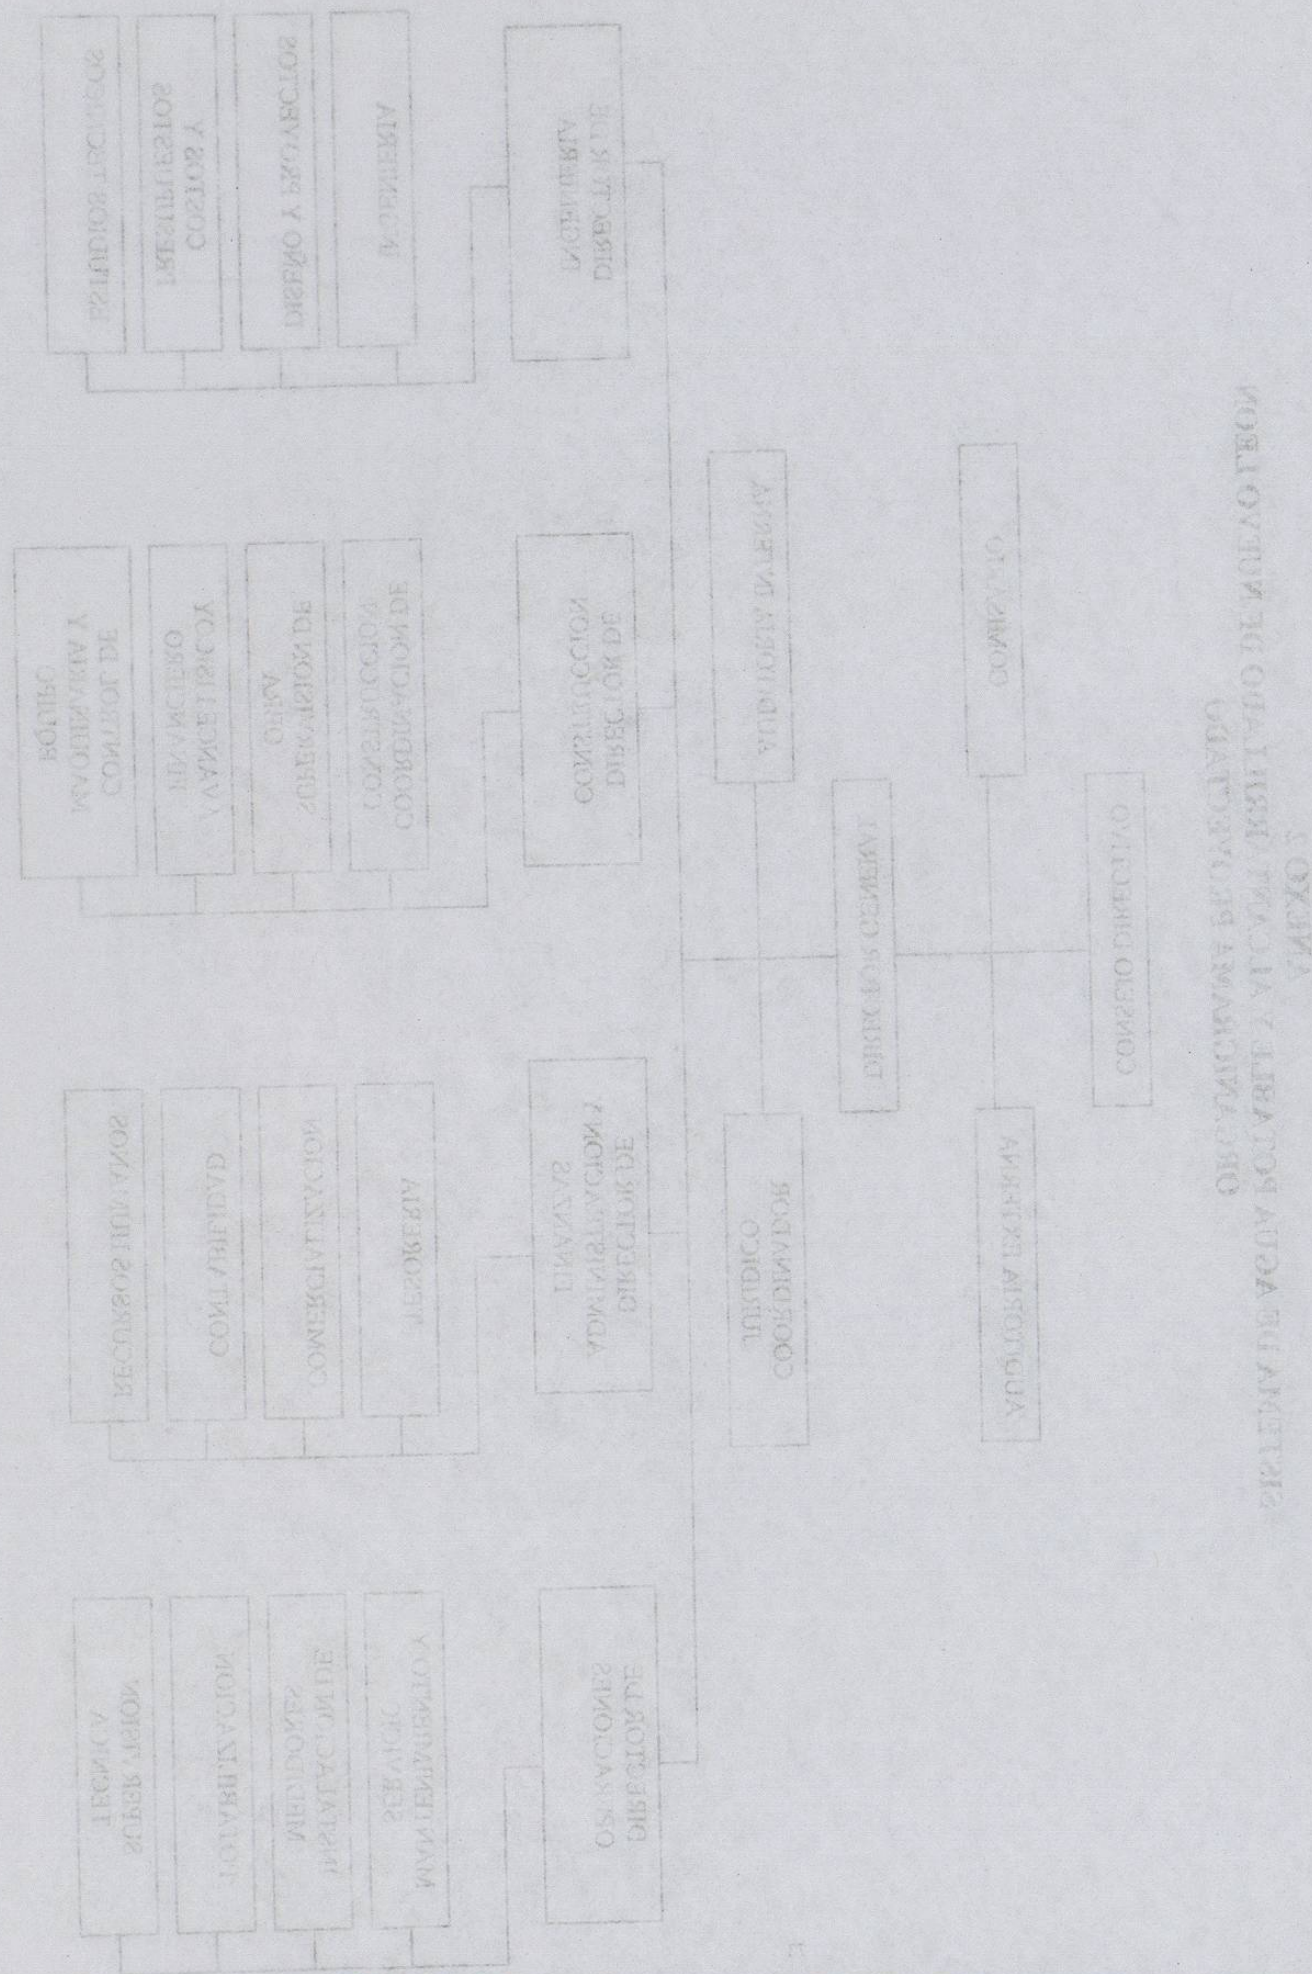 ANEXO 2
SISTEMA DE AGUA POTABLE Y ALCANTARILLADO DE NUEVO LEON
ORGANIGRAMA PROYECTADO
CONSEJO DIRECTIVO
AUDITORIA EXTERNA
COMISARIO
DIRECTOR GENERAL
COORDINADOR
JURIDICO
AUDITORIA INTERNA
DIRECTOR DE
OPERACIONES
MANTENIMIENTO Y
SERVICIO
INSTALACION DE
MEDIDORES
POTABILIZACION
SUPERVISION
TECNICA
DIRECTOR DE
ADMINISTRACION Y
FINANZAS
TESORERIA
COMERCIALIZACION
CONTABILIDAD
RECURSOS HUMANOS
DIRECTOR DE
CONSTRUCCION
COORDINACION DE
CONSTRUCCION
SUPERVISION DE
OBRA
AVANCE FISICO Y
FINANCIERO
CONTROL DE
MAQUINARIA Y
EQUIPO
DIRECTOR DE
INGENIERIA
INGENIERIA
DISEÑO Y PROYECTOS
COSTOS Y
PRESUPUESTOS
ESTUDIOS TECNICOS